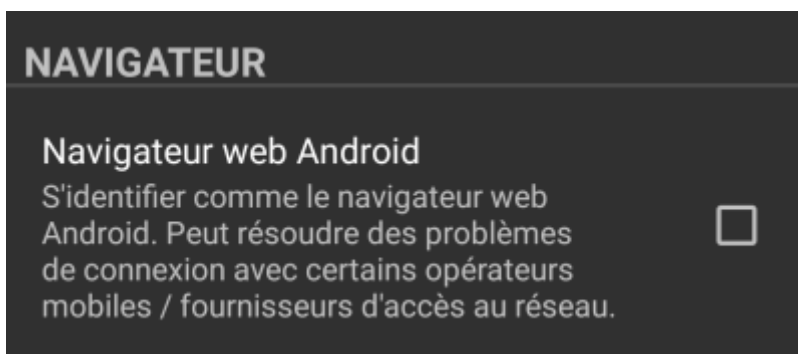 NAVIGATEUR
Navigateur web Android
S'identifier comme le navigateur web
Android. Peut résoudre des problèmes
de connexion avec certains opérateurs
mobiles / fournisseurs d'accès au réseau.